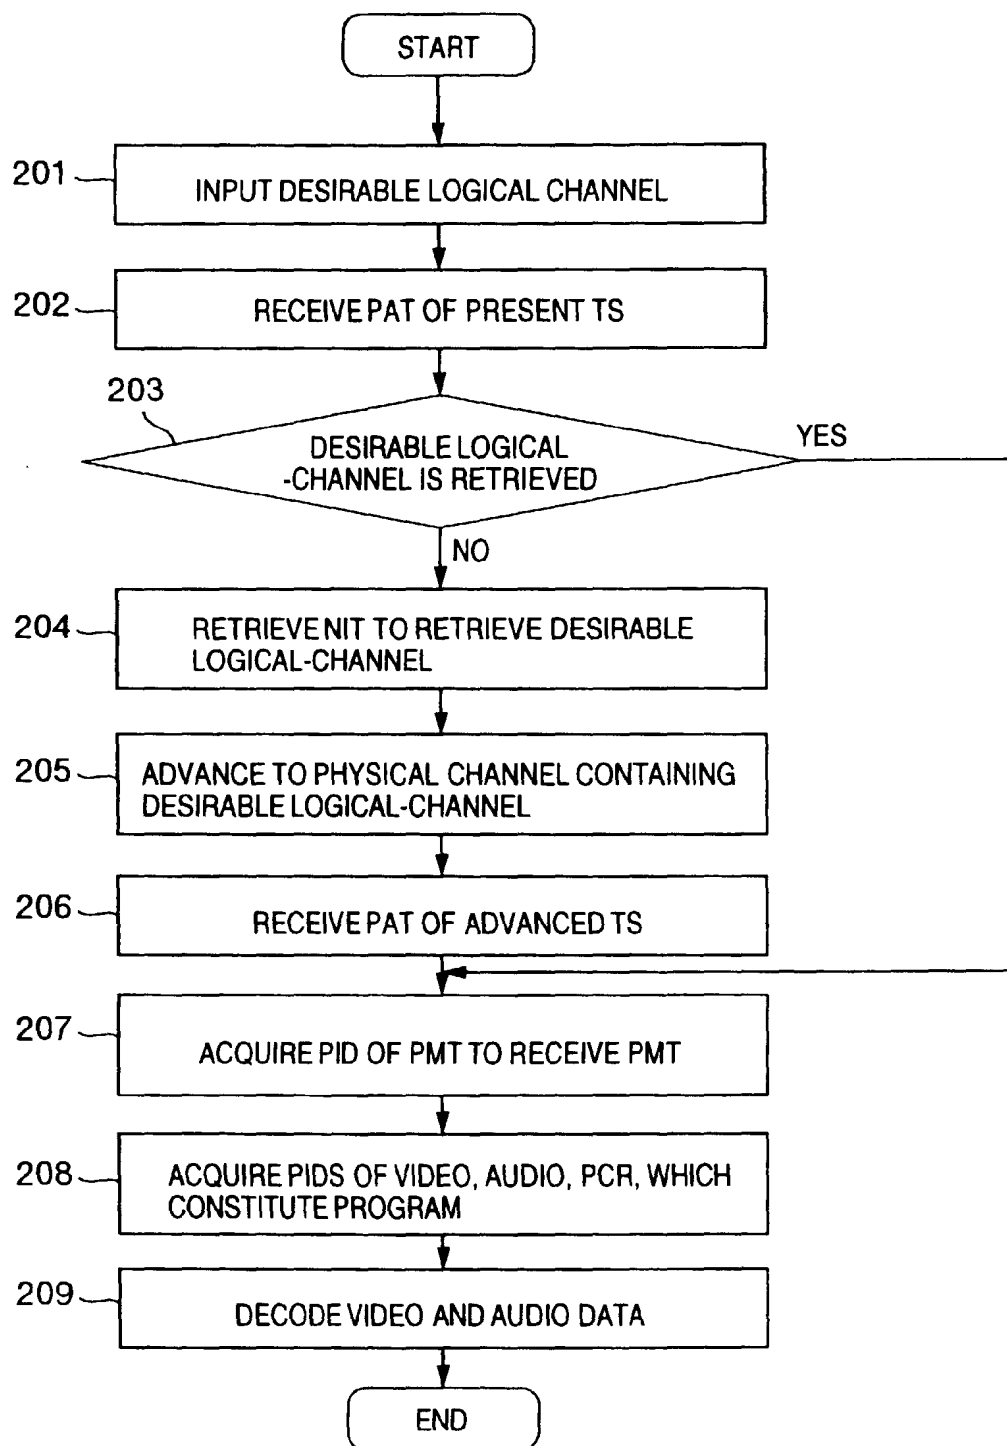 START
201
INPUT DESIRABLE LOGICAL CHANNEL
202
RECEIVE PAT OF PRESENT TS
203
DESIRABLE LOGICAL
-CHANNEL IS RETRIEVED
YES
NO
204
RETRIEVE NIT TO RETRIEVE DESIRABLE
LOGICAL-CHANNEL
205
ADVANCE TO PHYSICAL CHANNEL CONTAINING
DESIRABLE LOGICAL-CHANNEL
206
RECEIVE PAT OF ADVANCED TS
207
ACQUIRE PID OF PMT TO RECEIVE PMT
208
ACQUIRE PIDS OF VIDEO, AUDIO, PCR, WHICH
CONSTITUTE PROGRAM
209
DECODE VIDEO AND AUDIO DATA
END